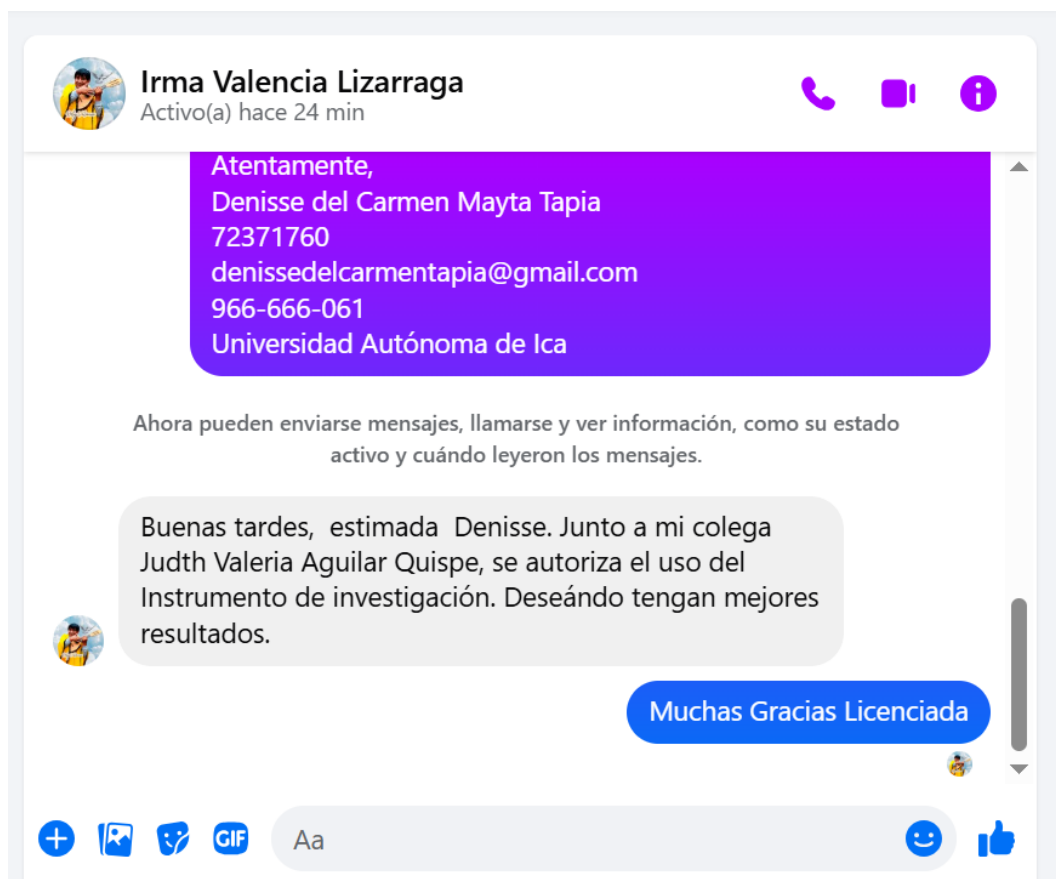 Irma Valencia Lizarraga
Activo(a) hace 24 min
Atentamente,
Denisse del Carmen Mayta Tapia
72371760
denissedelcarmentapia@gmail.com
966-666-061
Universidad Autónoma de Ica
Ahora pueden enviarse mensajes, llamarse y ver información, como su estado
activo y cuándo leyeron los mensajes.
Buenas tardes,  estimada  Denisse. Junto a mi colega
Judth Valeria Aguilar Quispe, se autoriza el uso del
Instrumento de investigación. Deseándo tengan mejores
resultados.
Muchas Gracias Licenciada
GIF
Aa